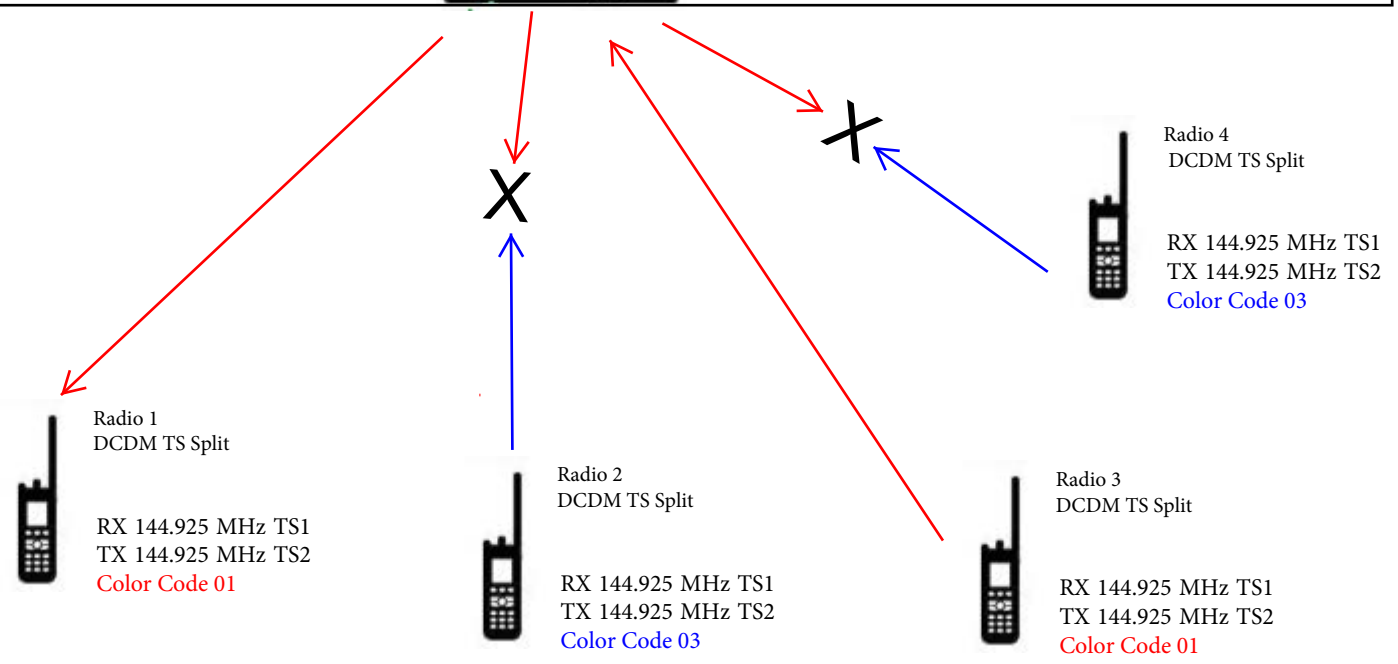 Radio 4
DCDM TS Split
RX 144.925 MHz TS1
TX 144.925 MHz TS2
Color Code 03
Radio 1
DCDM TS Split
RX 144.925 MHz TS1
TX 144.925 MHz TS2
Color Code 01
Radio 2
DCDM TS Split
RX 144.925 MHz TS1
TX 144.925 MHz TS2
Color Code 03
Radio 3
DCDM TS Split
RX 144.925 MHz TS1
TX 144.925 MHz TS2
Color Code 01